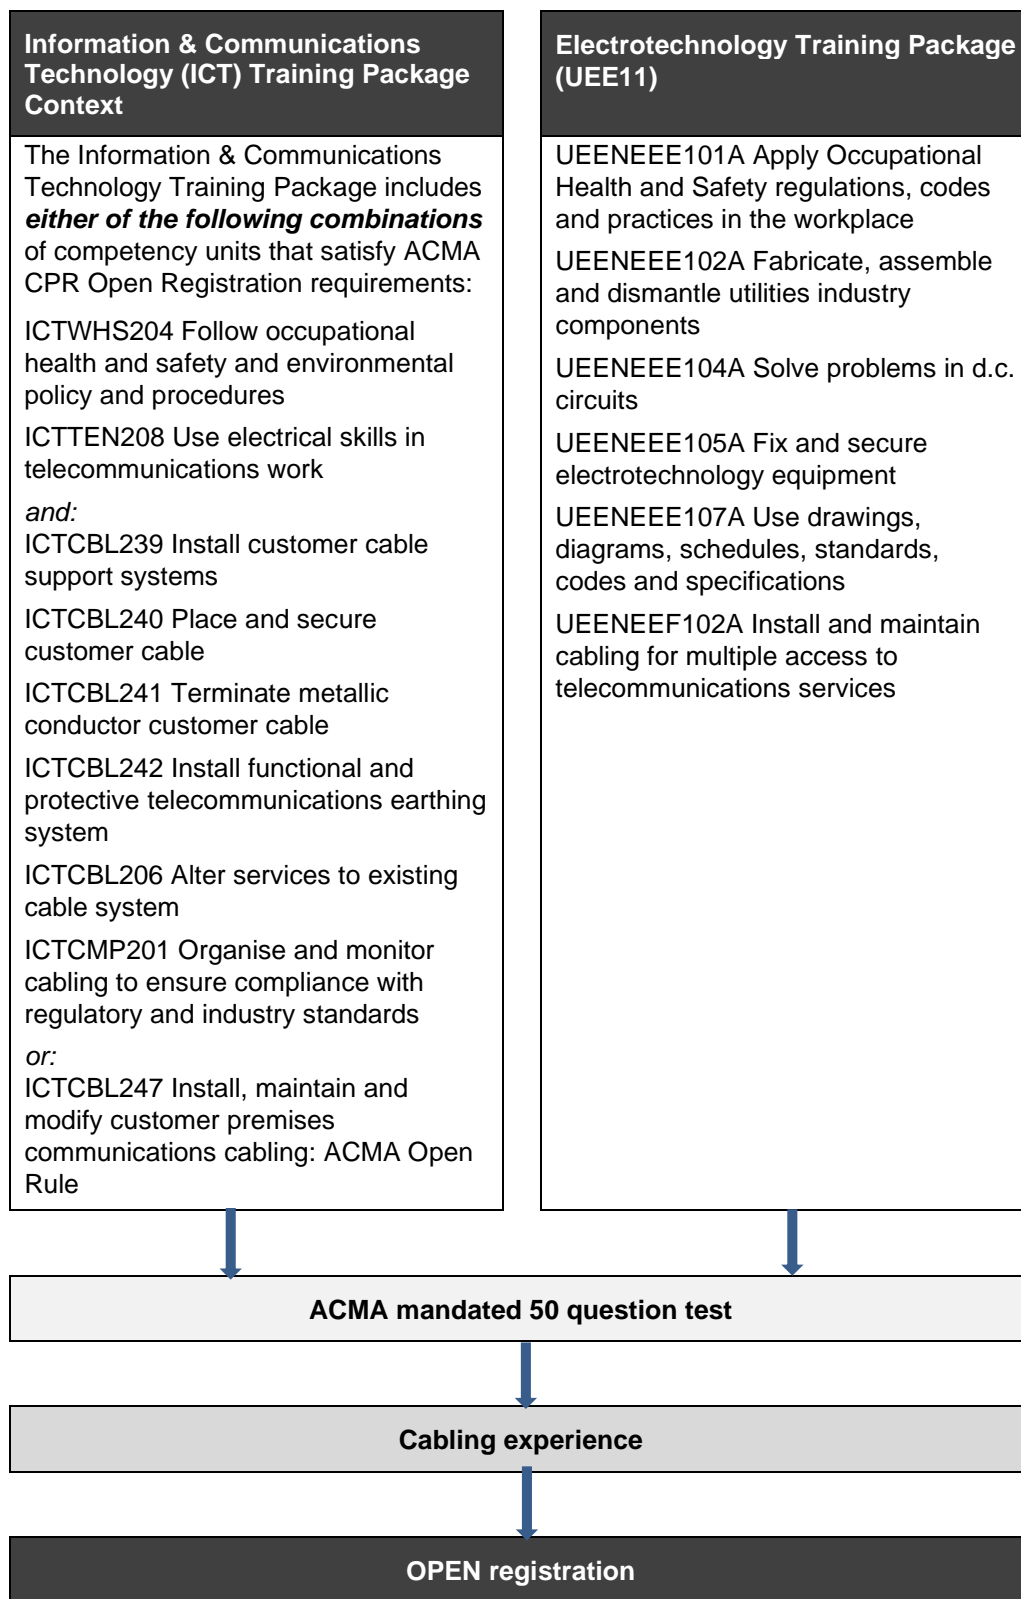 Information & Communications
Technology (ICT) Training Package
Context
The Information & Communications
Technology Training Package includes
either of the following combinations
of competency units that satisfy ACMA
CPR Open Registration requirements:
ICTWHS204 Follow occupational
health and safety and environmental
policy and procedures
ICTTEN208 Use electrical skills in
telecommunications work
and:
ICTCBL239 Install customer cable
support systems
ICTCBL240 Place and secure
customer cable
ICTCBL241 Terminate metallic
conductor customer cable
ICTCBL242 Install functional and
protective telecommunications earthing
system
ICTCBL206 Alter services to existing
cable system
ICTCMP201 Organise and monitor
cabling to ensure compliance with
regulatory and industry standards
or:
ICTCBL247 Install, maintain and
modify customer premises
communications cabling: ACMA Open
Rule
Electrotechnology Training Package
(UEE11)
UEENEEE101A Apply Occupational
Health and Safety regulations, codes
and practices in the workplace
UEENEEE102A Fabricate, assemble
and dismantle utilities industry
components
UEENEEE104A Solve problems in d.c.
circuits
UEENEEE105A Fix and secure
electrotechnology equipment
UEENEEE107A Use drawings,
diagrams, schedules, standards,
codes and specifications
UEENEEF102A Install and maintain
cabling for multiple access to
telecommunications services
ACMA mandated 50 question test
Cabling experience
OPEN registration